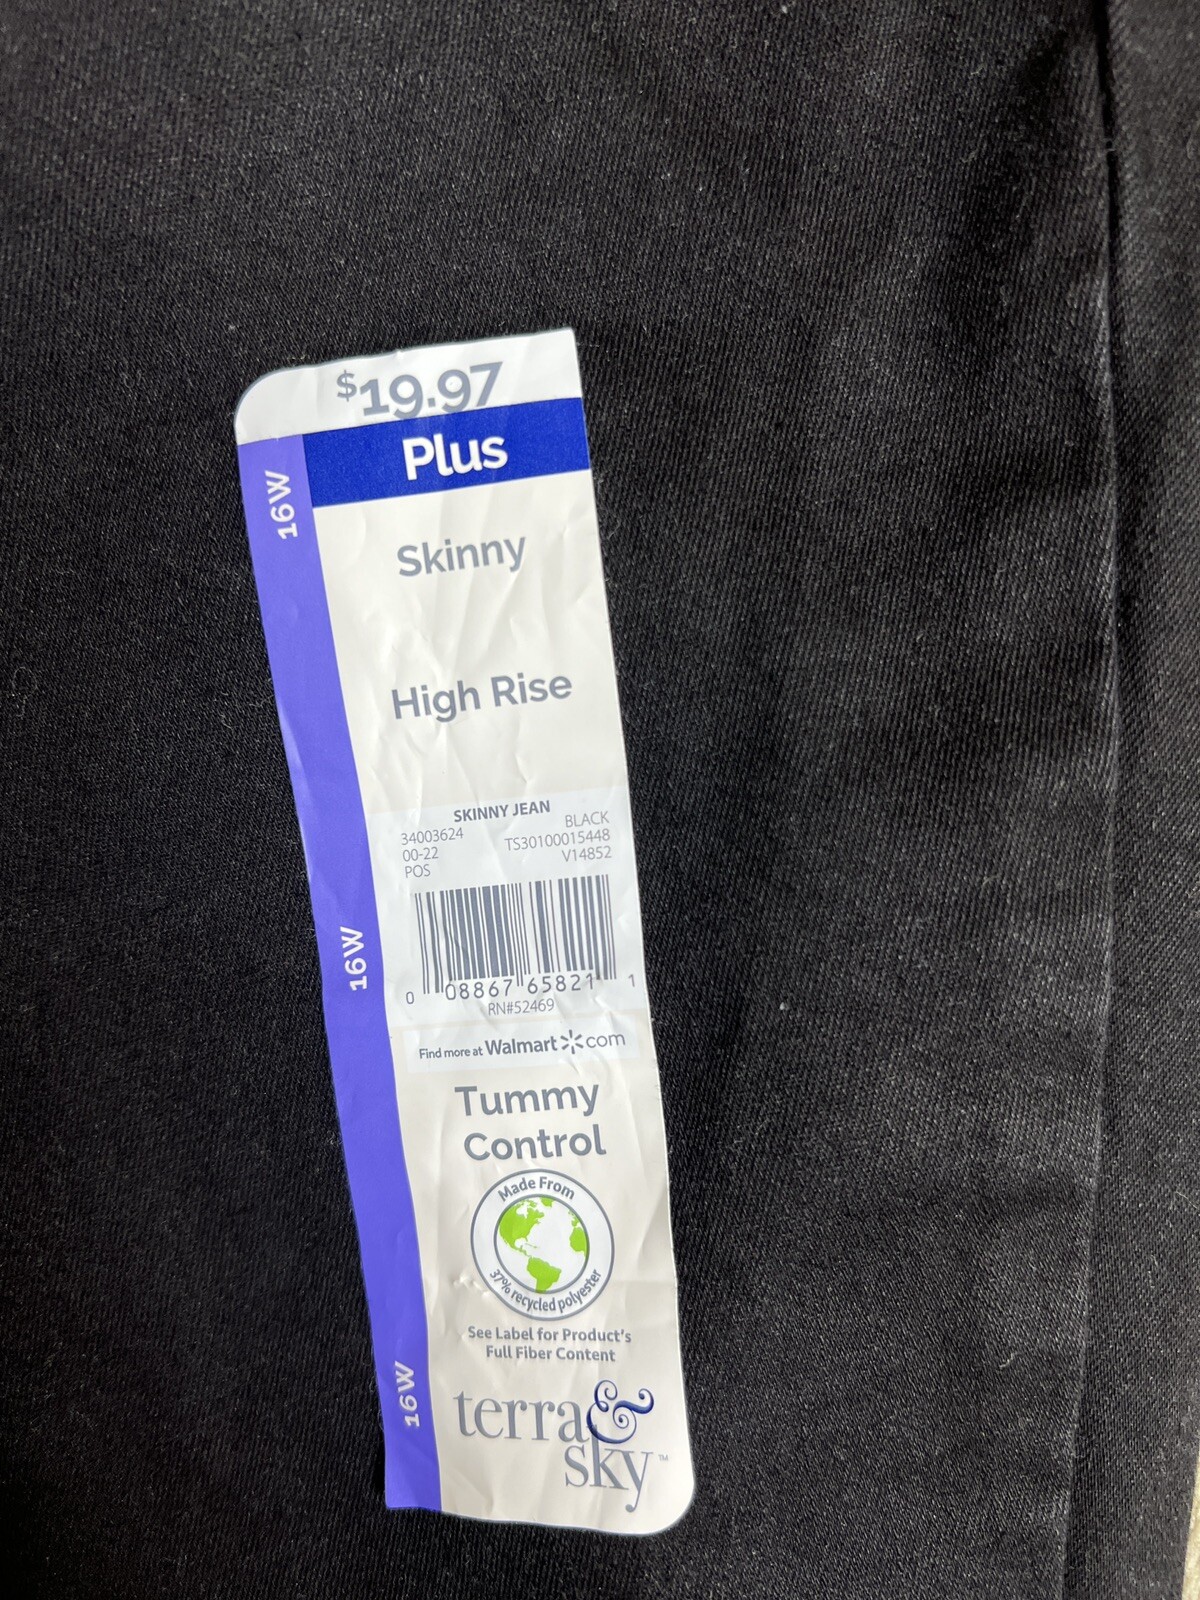 $19.97
Plus
16W
Skinny
High Rise
SKINNY JEAN
34003624 BLACK
00-22 TS30100015448
POS V14852
0 08867 65821 1
RN#52469
16W
Find more at Walmart.com
Tummy
Control
Made From
37% recycled polyester
See Label for Product's
Full Fiber Content
16W
terra &
sky™